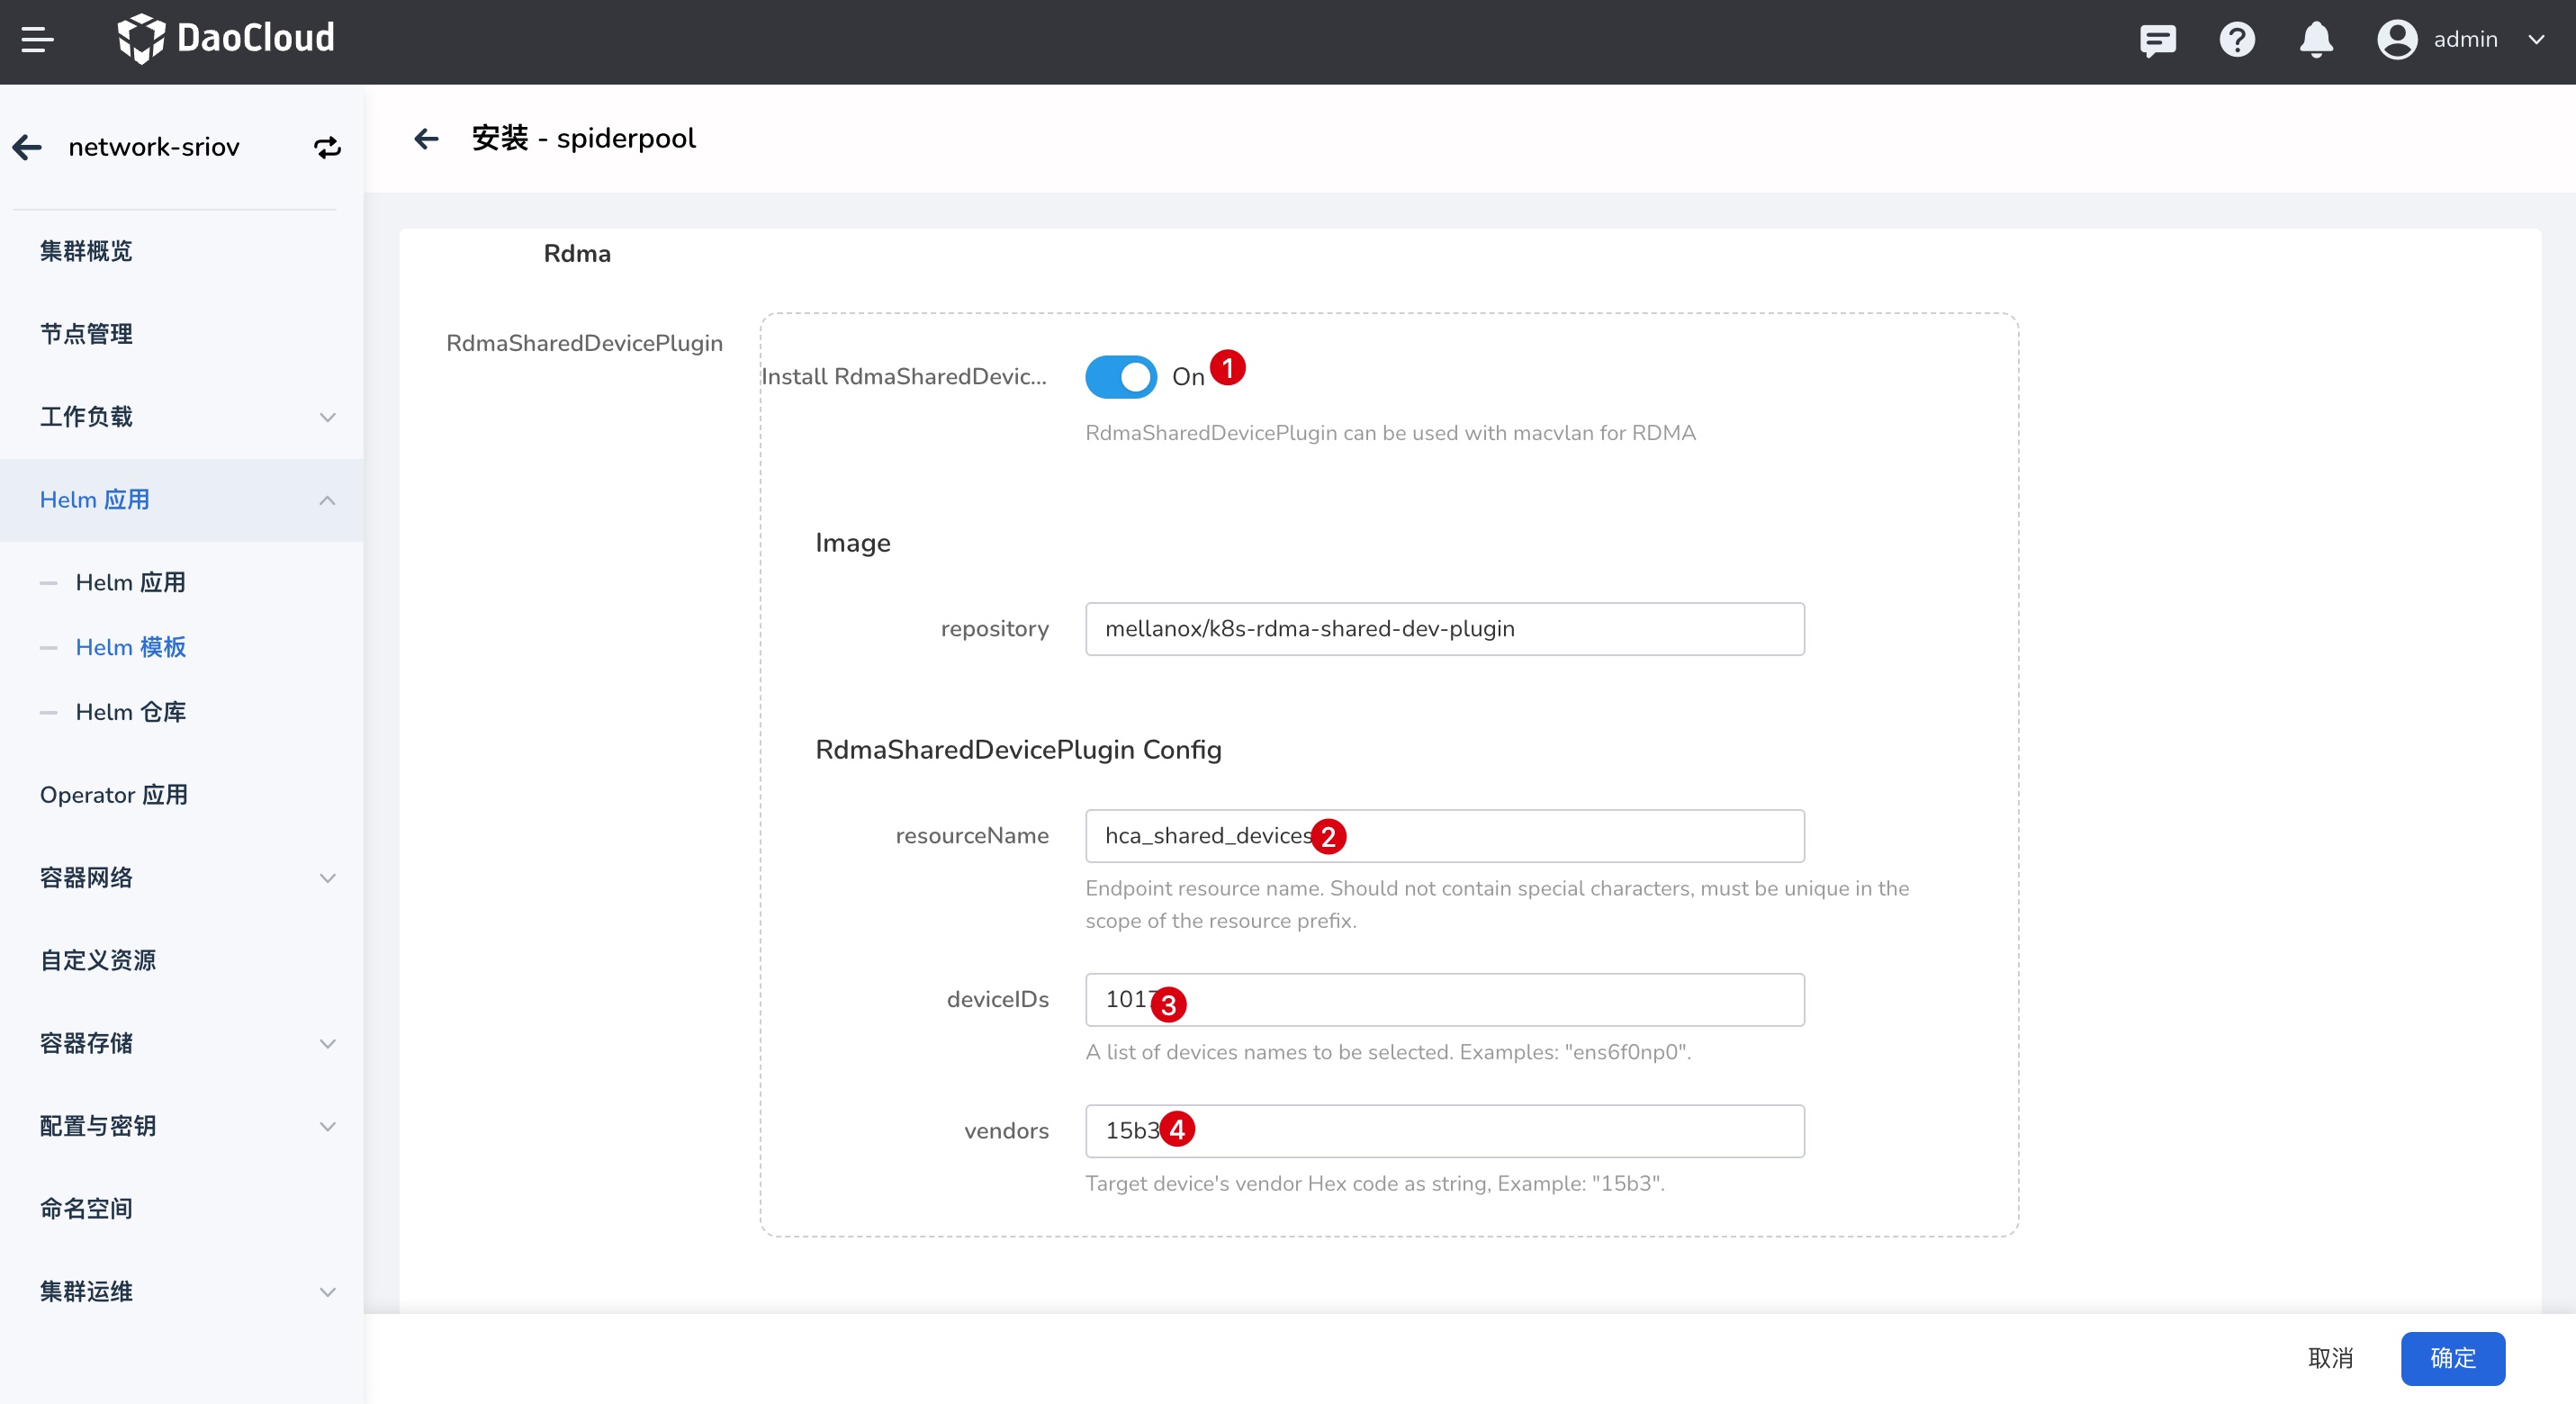 DaoCloud
admin
network-sriov
安装 - spiderpool
集群概览
节点管理
工作负载
Helm 应用
Helm 应用
Helm 模板
Helm 仓库
Operator 应用
容器网络
自定义资源
容器存储
配置与密钥
命名空间
集群运维
Rdma
RdmaSharedDevicePlugin
Install RdmaSharedDevic... On 1
RdmaSharedDevicePlugin can be used with macvlan for RDMA
Image
repository mellanox/k8s-rdma-shared-dev-plugin
RdmaSharedDevicePlugin Config
resourceName hca_shared_devices 2
Endpoint resource name. Should not contain special characters, must be unique in the
scope of the resource prefix.
deviceIDs 1017 3
A list of devices names to be selected. Examples: "ens6f0np0".
vendors 15b3 4
Target device's vendor Hex code as string, Example: "15b3".
取消 确定